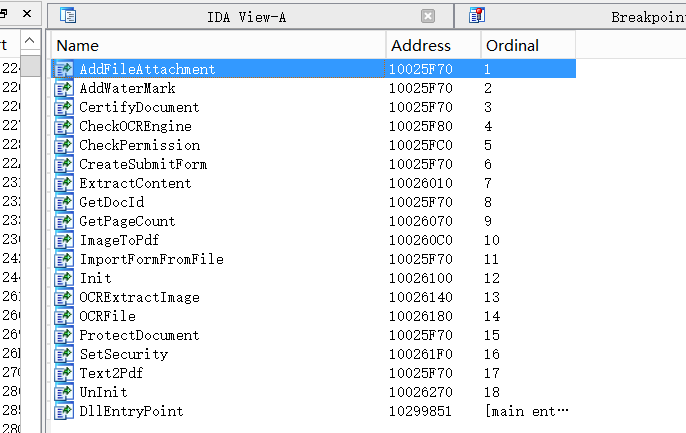 IDA View-A
Breakpoin
rt
Name Address Ordinal
AddFileAttachment 10025F70 1
AddWaterMark 10025F70 2
CertifyDocument 10025F70 3
CheckOCREngine 10025F80 4
CheckPermission 10025FC0 5
CreateSubmitForm 10025F70 6
ExtractContent 10026010 7
GetDocId 10025F70 8
GetPageCount 10026070 9
ImageToPdf 100260C0 10
ImportFormFromFile 10025F70 11
Init 10026100 12
OCRExtractImage 10026140 13
OCRFile 10026180 14
ProtectDocument 10025F70 15
SetSecurity 100261F0 16
Text2Pdf 10025F70 17
UnInit 10026270 18
DllEntryPoint 10299851 [main ent…